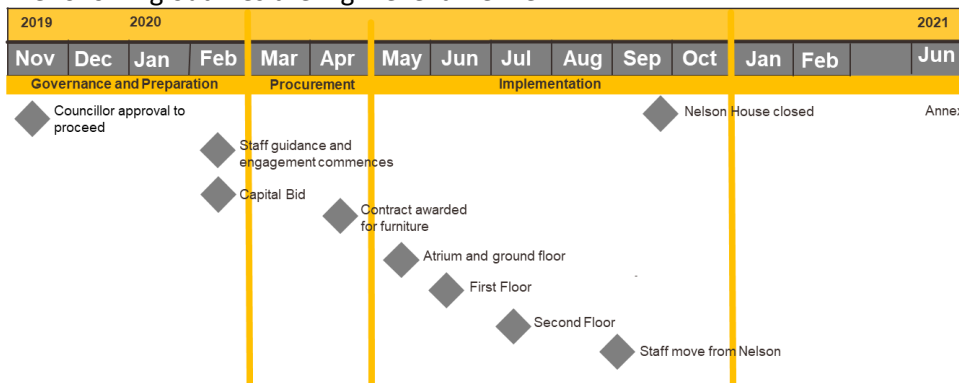 2019 2020 2021
Nov Dec Jan Feb Mar Apr May Jun Jul Aug Sep Oct Jan Feb Jun
Governance and Preparation Procurement Implementation
Councillor approval to
proceed
Nelson House closed
Annex
Staff guidance and
engagement commences
Capital Bid
Contract awarded
for furniture
Atrium and ground floor
First Floor
Second Floor
Staff move from Nelson